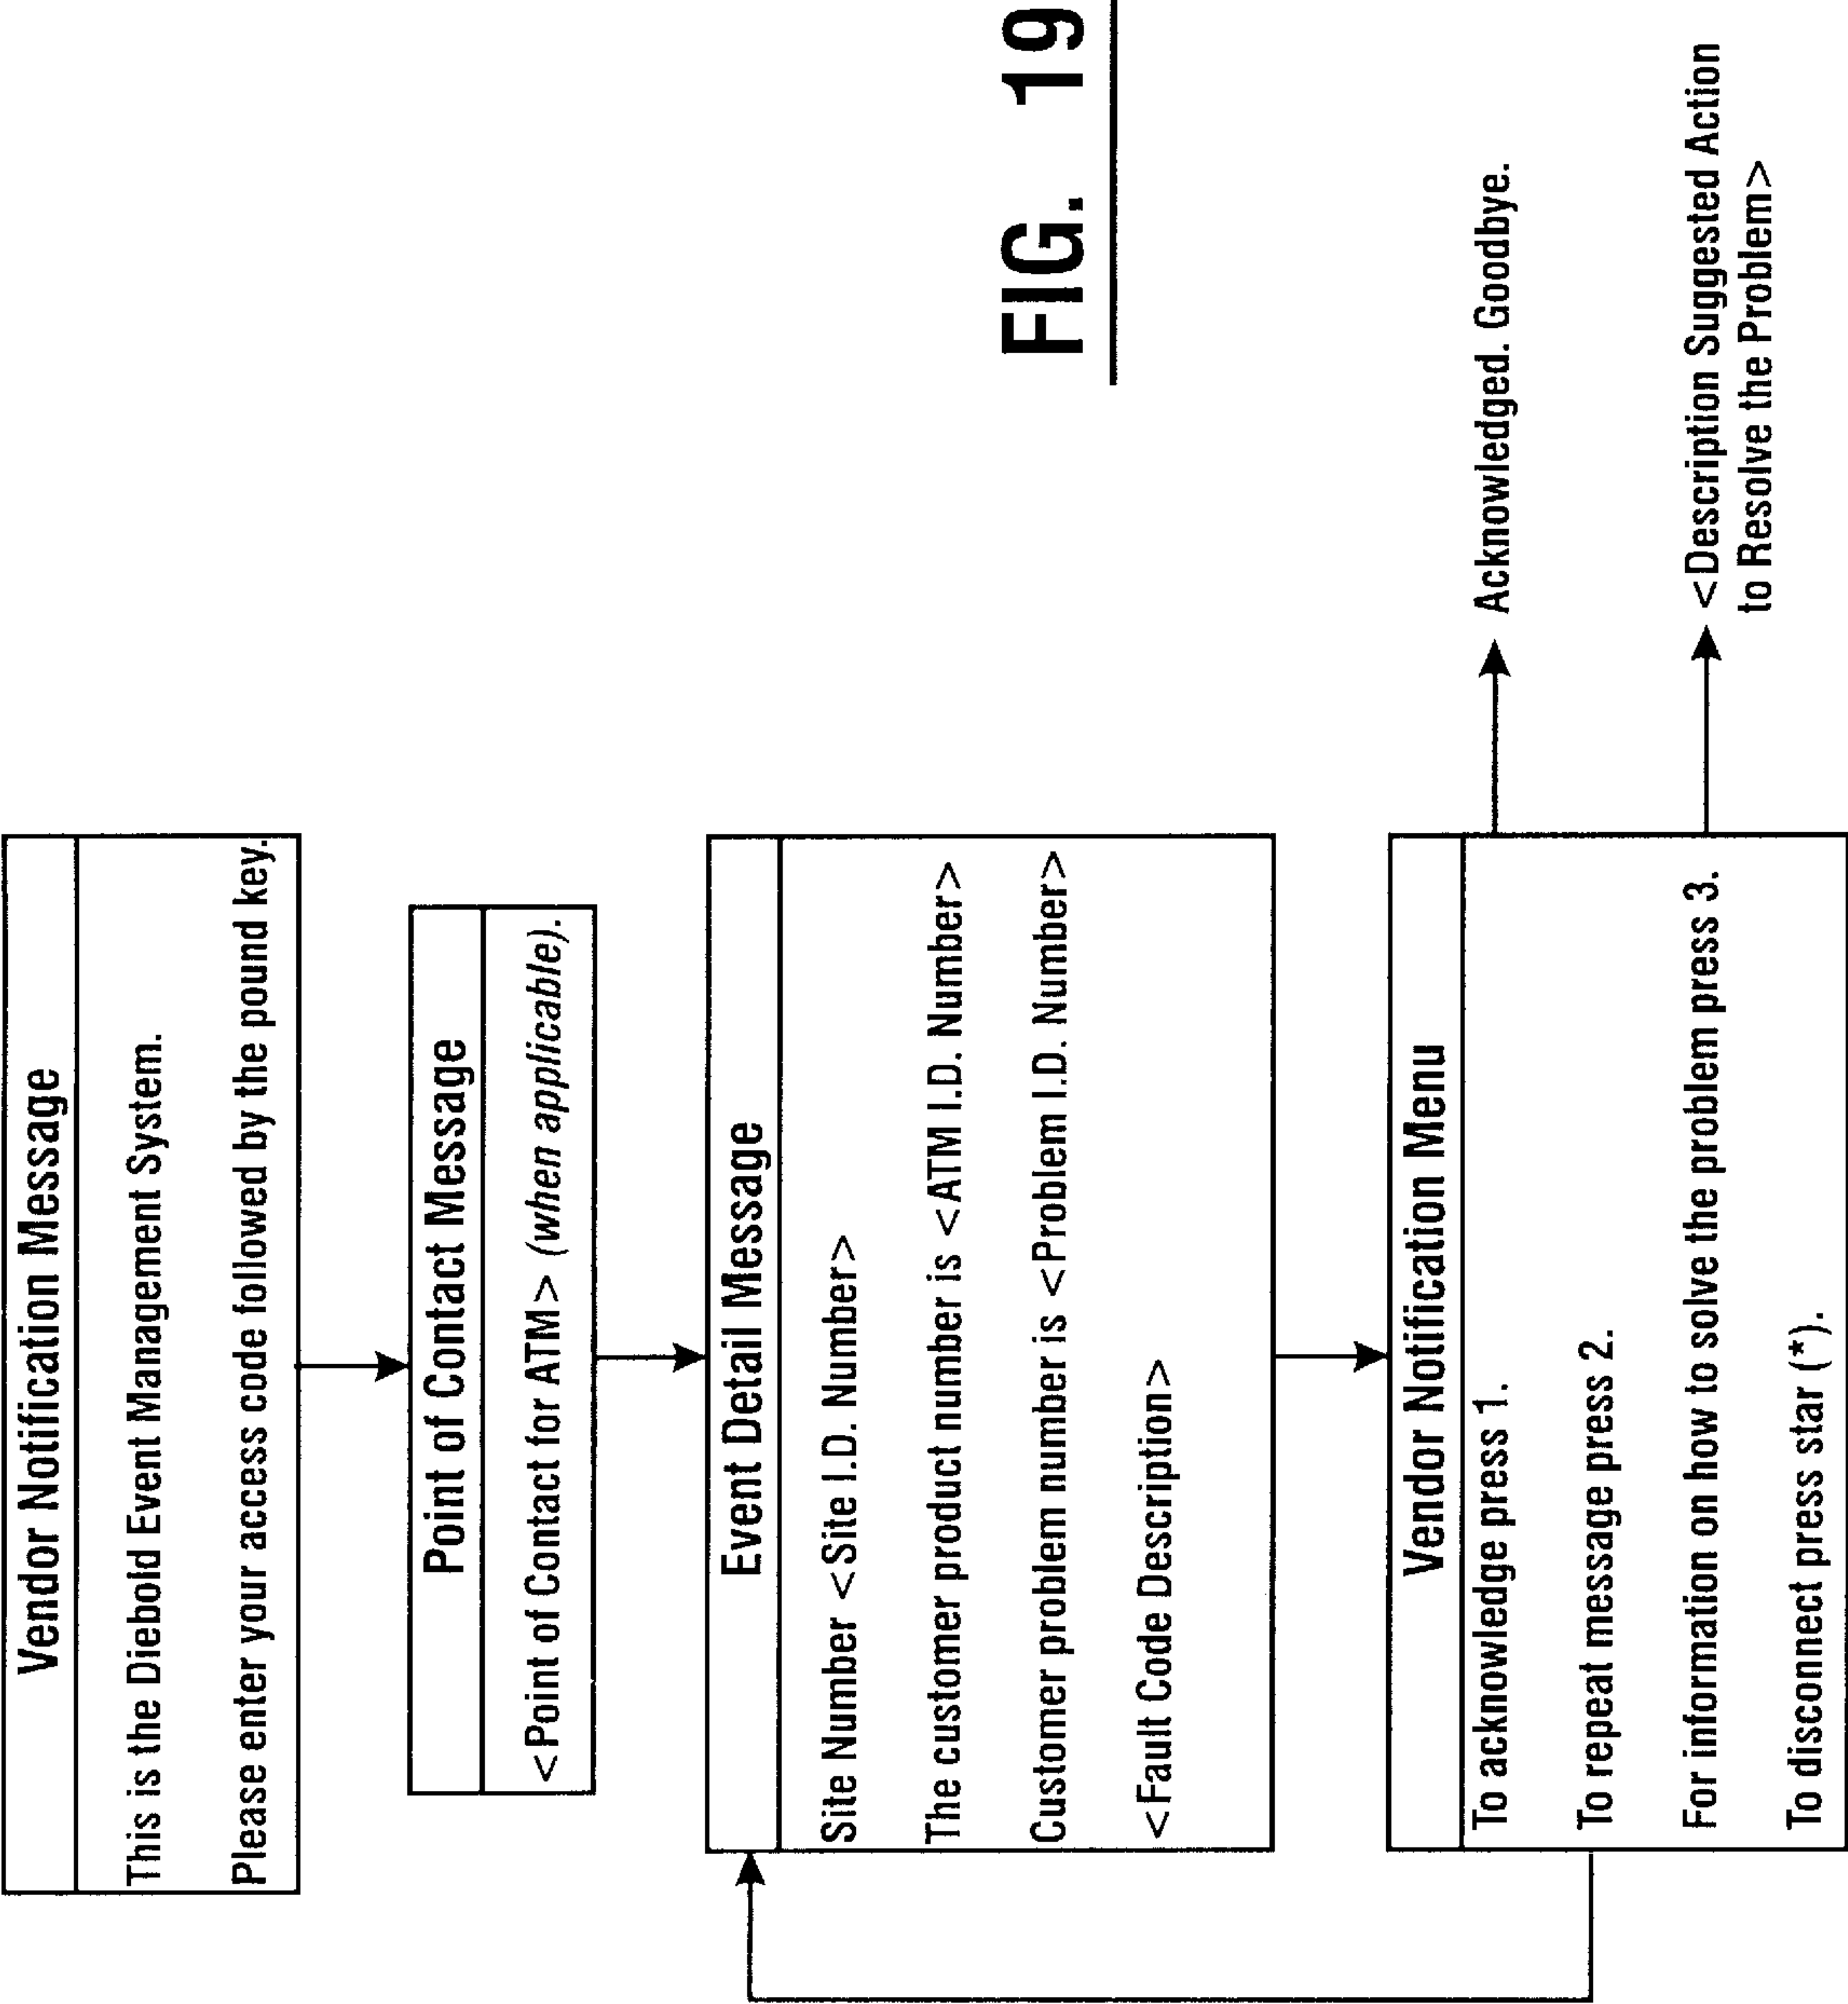 Vendor Notification Message
This is the Diebold Event Management System.
Please enter your access code followed by the pound key.
Point of Contact Message
<Point of Contact for ATM> (when applicable).
Event Detail Message
Site Number <Site I.D. Number>
The customer product number is <ATM I.D. Number>
Customer problem number is <Problem I.D. Number>
<Fault Code Description>
Vendor Notification Menu
To acknowledge press 1.
To repeat message press 2.
For information on how to solve the problem press 3.
To disconnect press star (*).
Acknowledged. Goodbye.
<Description Suggested Action
to Resolve the Problem>
FIG. 19